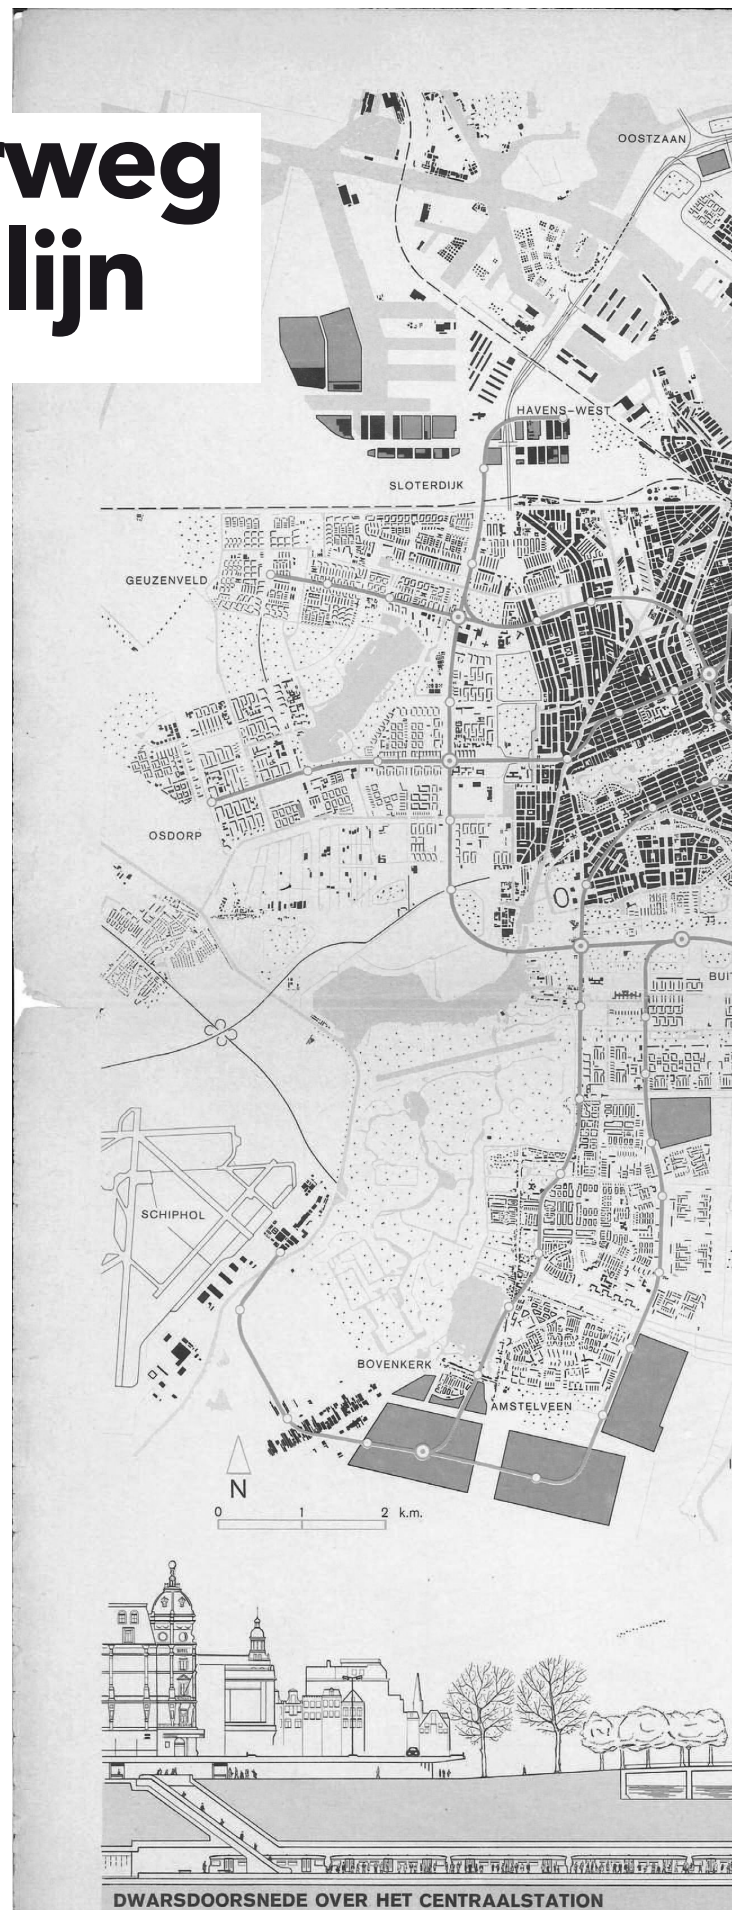 rweg
lijn
OOSTZAAN
HAVENS-WEST
SLOTERDIJK
GEUZENVELD
OSDORP
BUIT
SCHIPHOL
BOVENKERK
AMSTELVEEN
N
0 1 2 k.m.
DWARSDOORSNEDE OVER HET CENTRAALSTATION